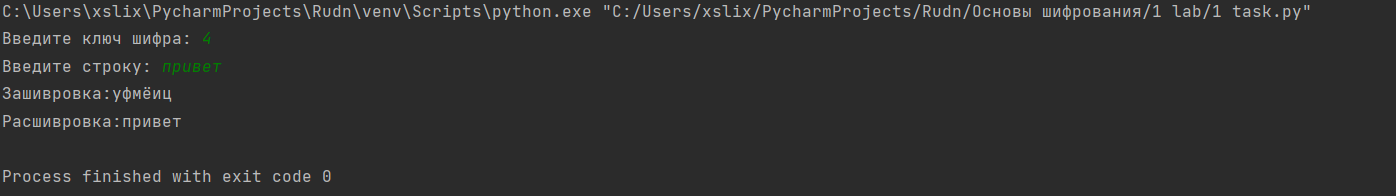 C:\Users\xslix\PycharmProjects\Rudn\venv\Scripts\python.exe "C:/Users/xslix/PycharmProjects/Rudn/Основы шифрования/1 lab/1 task.py"
Введите ключ шифра: 4
Введите строку: привет
Зашивровка:уфмёиц
Расшивровка:привет
Process finished with exit code 0